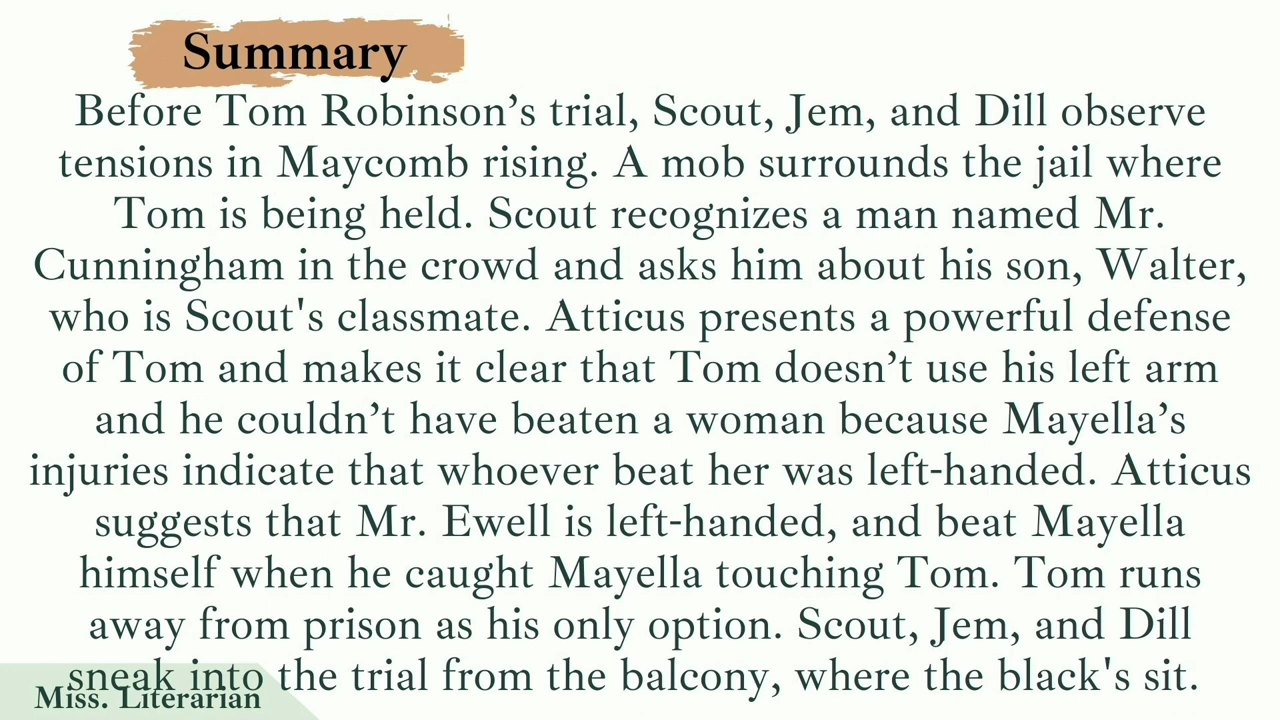 Summary
Before Tom Robinson’s trial, Scout, Jem, and Dill observe
tensions in Maycomb rising. A mob surrounds the jail where
Tom is being held. Scout recognizes a man named Mr.
Cunningham in the crowd and asks him about his son, Walter,
who is Scout's classmate. Atticus presents a powerful defense
of Tom and makes it clear that Tom doesn’t use his left arm
and he couldn’t have beaten a woman because Mayella’s
injuries indicate that whoever beat her was left-handed. Atticus
suggests that Mr. Ewell is left-handed, and beat Mayella
himself when he caught Mayella touching Tom. Tom runs
away from prison as his only option. Scout, Jem, and Dill
sneak into the trial from the balcony, where the black's sit.
Miss. Literarian